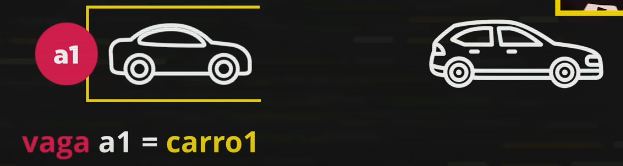 a1
vaga a1 = carro1